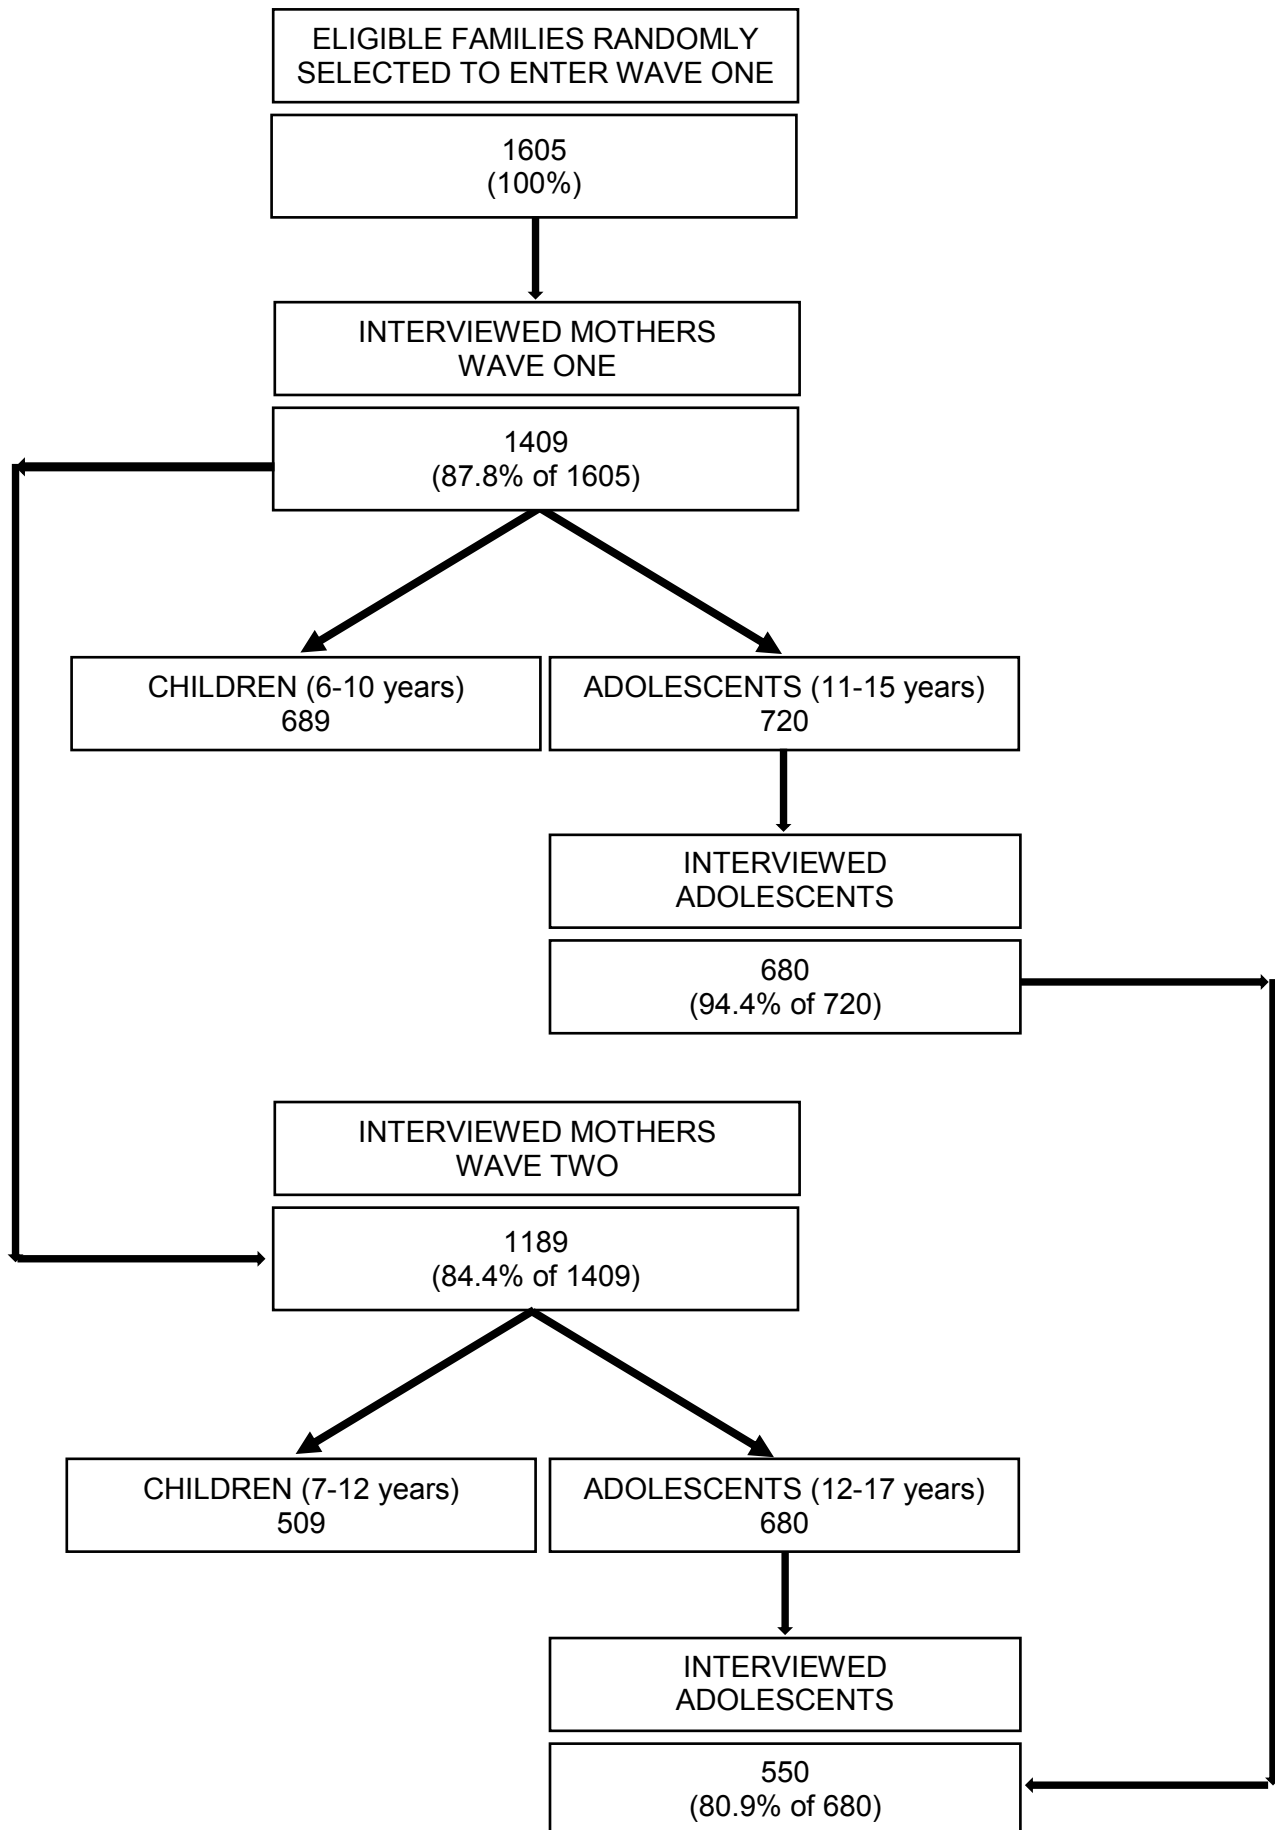 ELIGIBLE FAMILIES RANDOMLY
SELECTED TO ENTER WAVE ONE
1605
(100%)
INTERVIEWED MOTHERS
WAVE ONE
1409
(87.8% of 1605)
CHILDREN (6-10 years)
689
ADOLESCENTS (11-15 years)
720
INTERVIEWED
ADOLESCENTS
680
(94.4% of 720)
INTERVIEWED MOTHERS
WAVE TWO
1189
(84.4% of 1409)
CHILDREN (7-12 years)
509
ADOLESCENTS (12-17 years)
680
INTERVIEWED
ADOLESCENTS
550
(80.9% of 680)